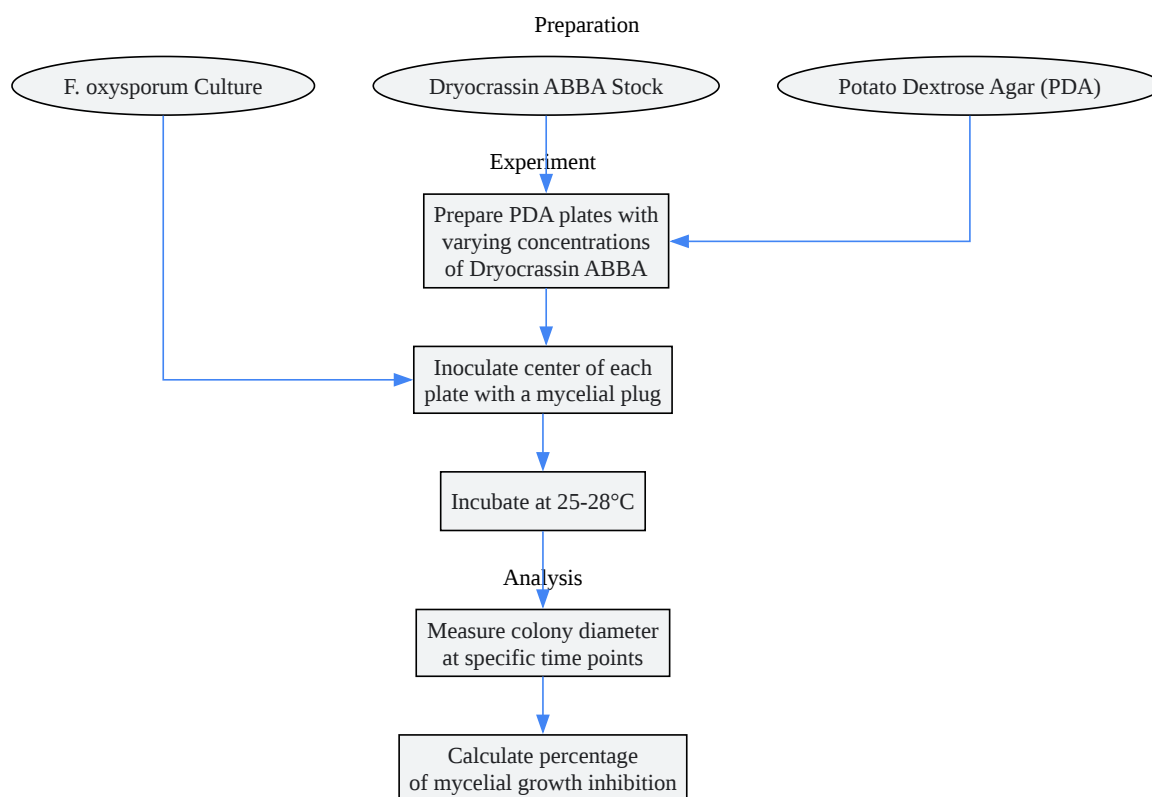 Preparation
F. oxysporum Culture
Dryocrassin ABBA Stock
Potato Dextrose Agar (PDA)
Experiment
Prepare PDA plates with
varying concentrations
of Dryocrassin ABBA
Inoculate center of each
plate with a mycelial plug
Incubate at 25-28°C
Analysis
Measure colony diameter
at specific time points
Calculate percentage
of mycelial growth inhibition